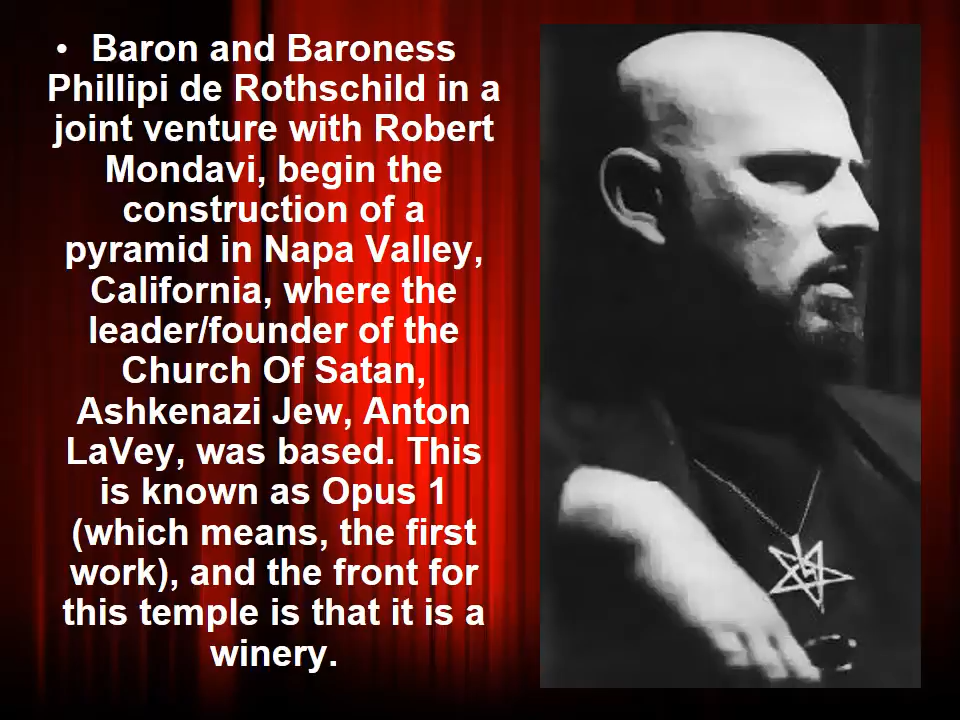 • Baron and Baroness
Phillipi de Rothschild in a
joint venture with Robert
Mondavi, begin the
construction of a
pyramid in Napa Valley,
California, where the
leader/founder of the
Church Of Satan,
Ashkenazi Jew, Anton
LaVey, was based. This
is known as Opus 1
(which means, the first
work), and the front for
this temple is that it is a
winery.